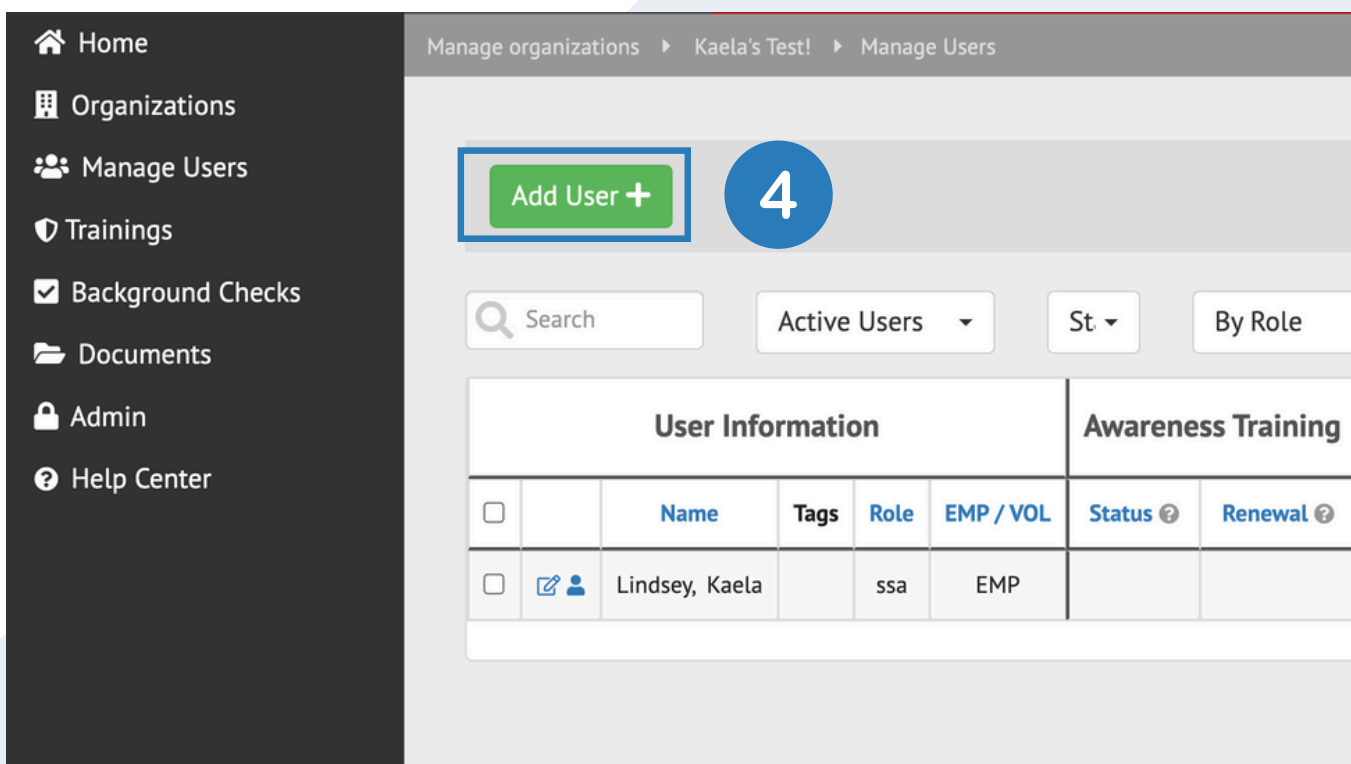 Home
Organizations
Manage Users
Trainings
Background Checks
Documents
Admin
Help Center
Manage organizations Kaela's Test! Manage Users
Add User
4
Search Active Users St. By Role
User Information Awareness Training
Name Tags Role EMP / VOL Status Renewal
Lindsey, Kaela ssa EMP